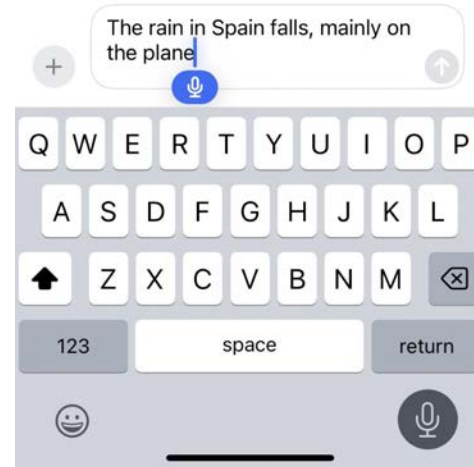 The rain in Spain falls, mainly on
the plane
Q W E R T Y U I O P
A S D F G H J K L
Z X C V B N M
123 space return